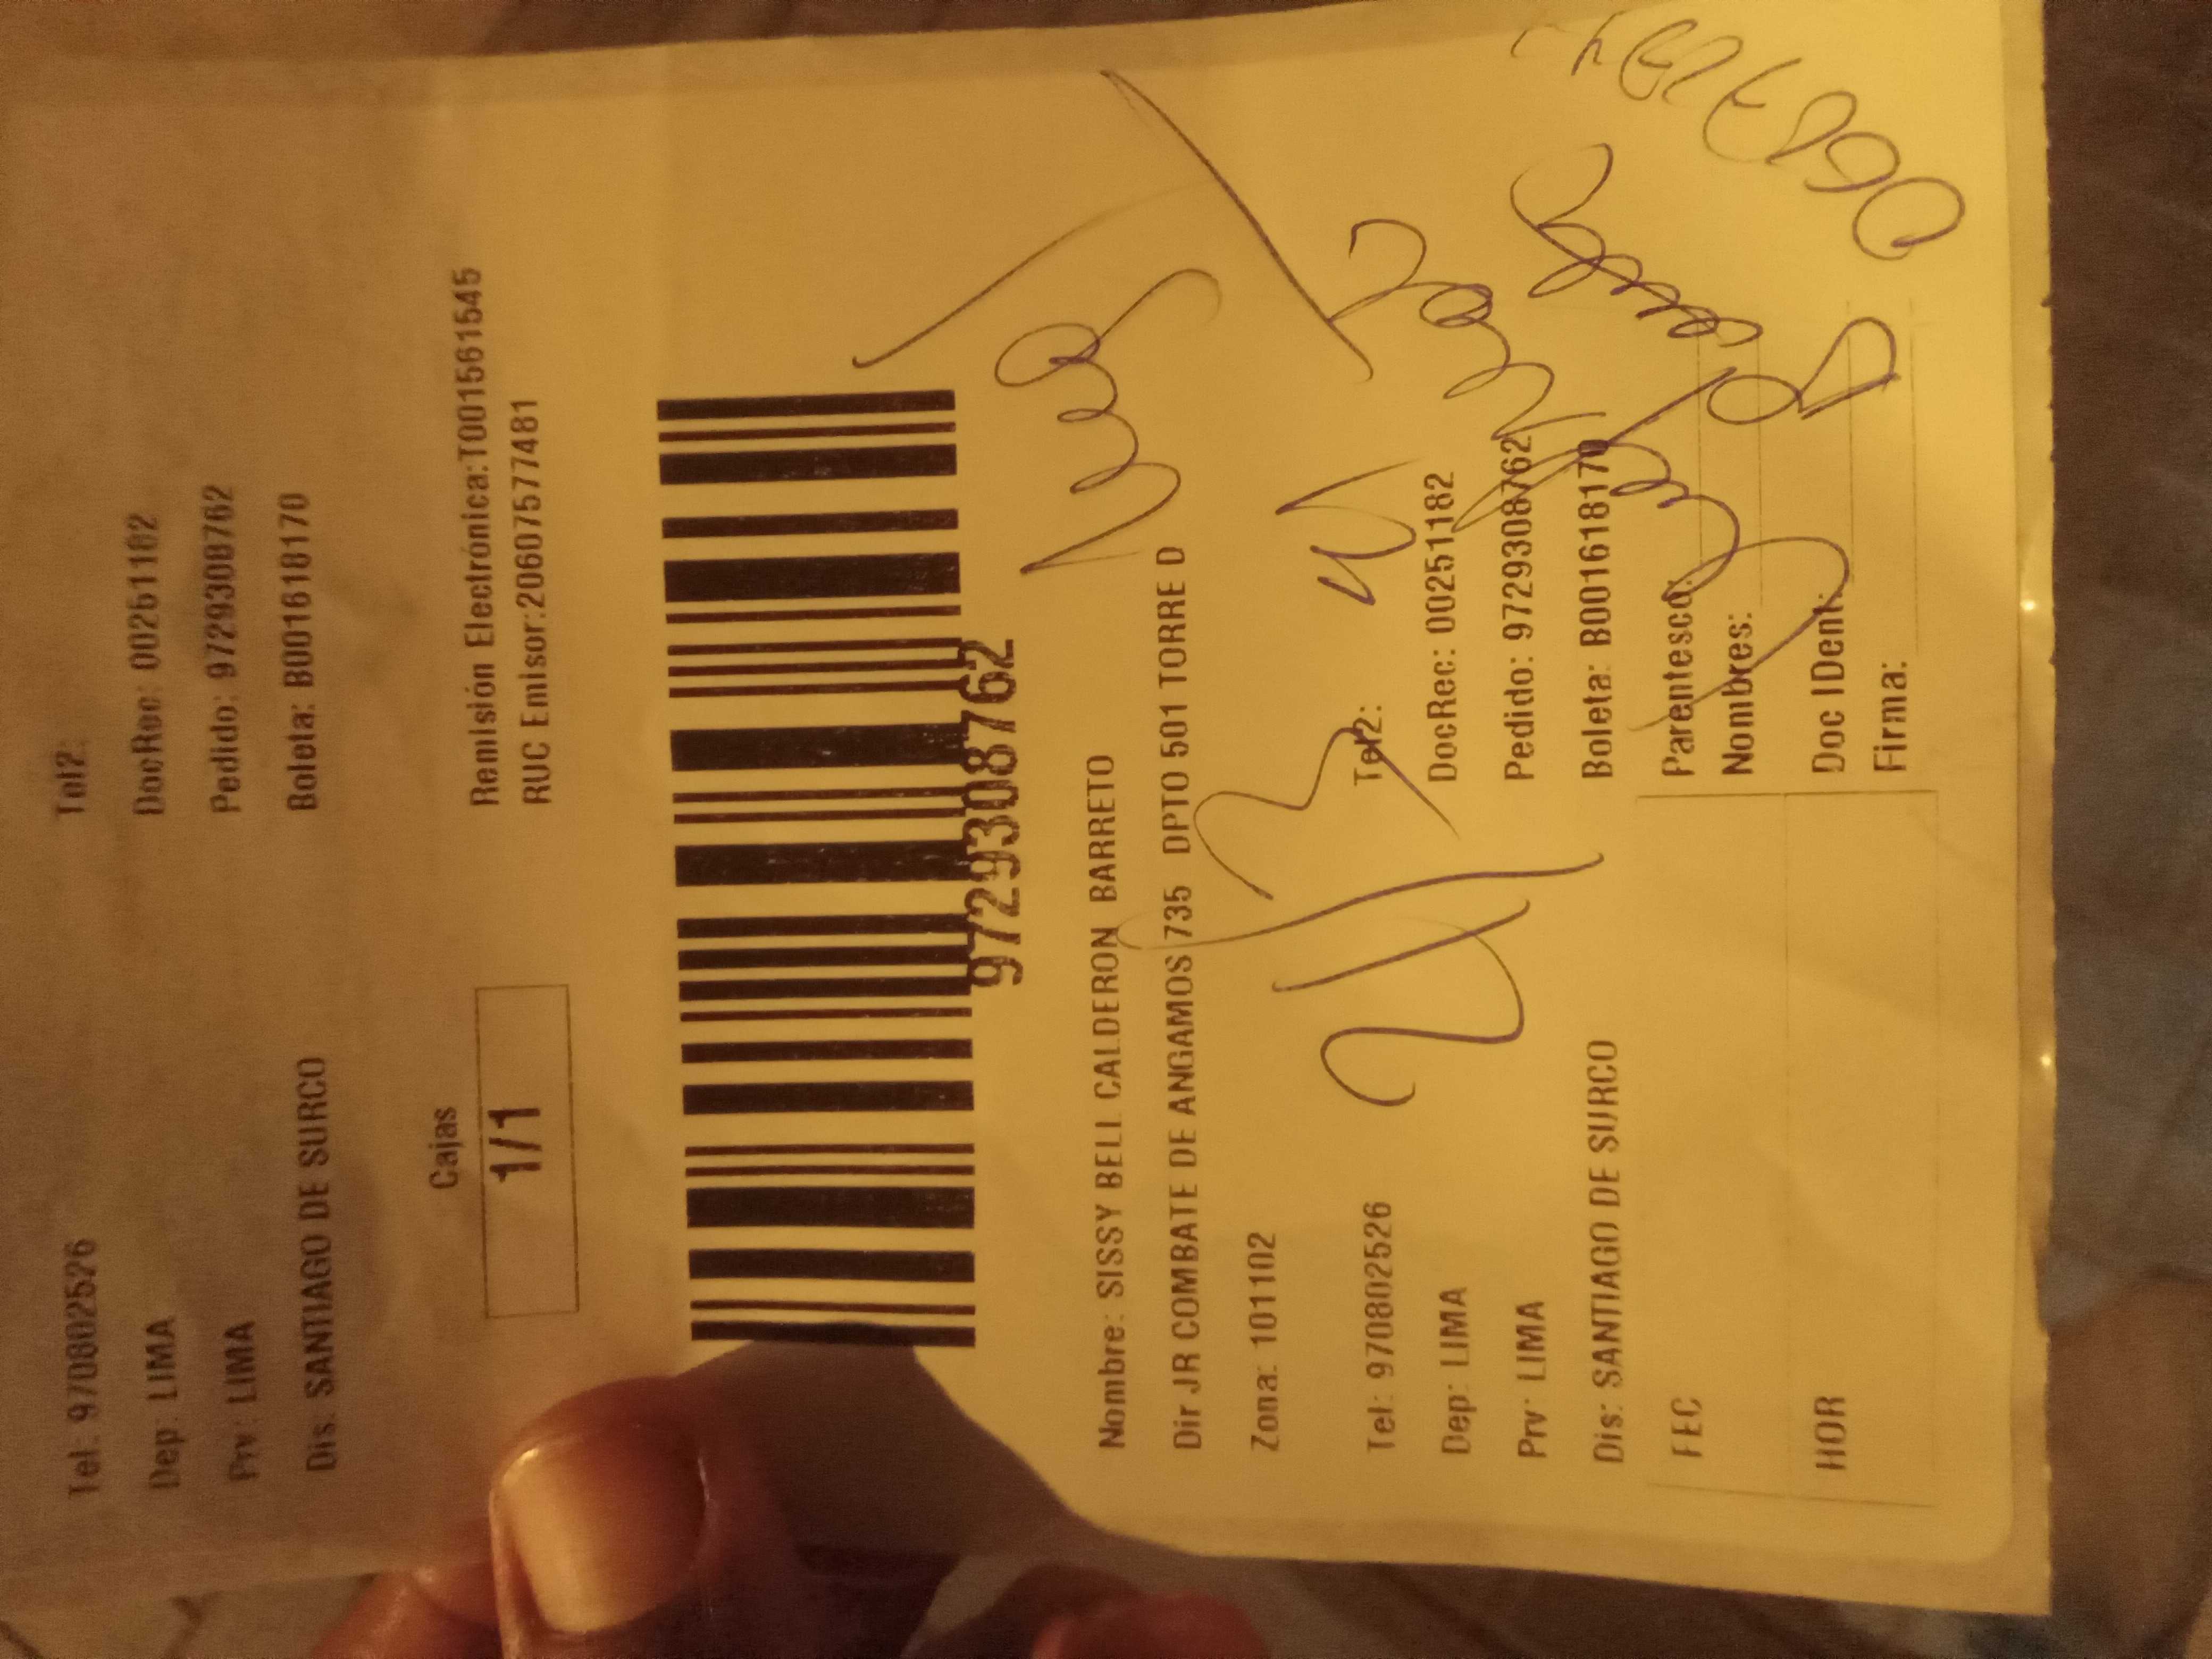 Tel: 970802526
Tel2:
Dep: LIMA
DocRec: 00251182
Prv: LIMA
Pedido: 9729308762
Dis: SANTIAGO DE SURCO
Boleta: B001618170
Cajas
1/1
Remisión Electrónica:T001561545
RUC Emisor:20607577481
9729308762
Nombre: SISSY BELL CALDERON BARRETO
Dir JR COMBATE DE ANGAMOS 735 DPTO 501 TORRE D
Zona: 101102
Tel: 970802526
Tel2:
Dep: LIMA
DocRec: 00251182
Prv: LIMA
Pedido: 9729308762
Dis: SANTIAGO DE SURCO
Boleta: B001618170
FEC
Parentesco:
Nombres:
HOR
Doc IDent:
Firma: